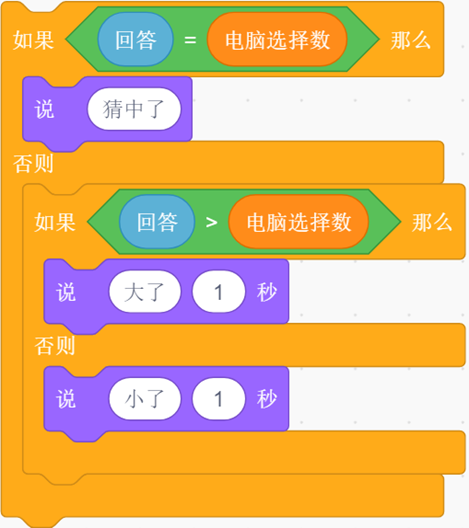 如果 回答 = 电脑选择数 那么
说 猜中了
否则
如果 回答 > 电脑选择数 那么
说 大了 1 秒
否则
说 小了 1 秒